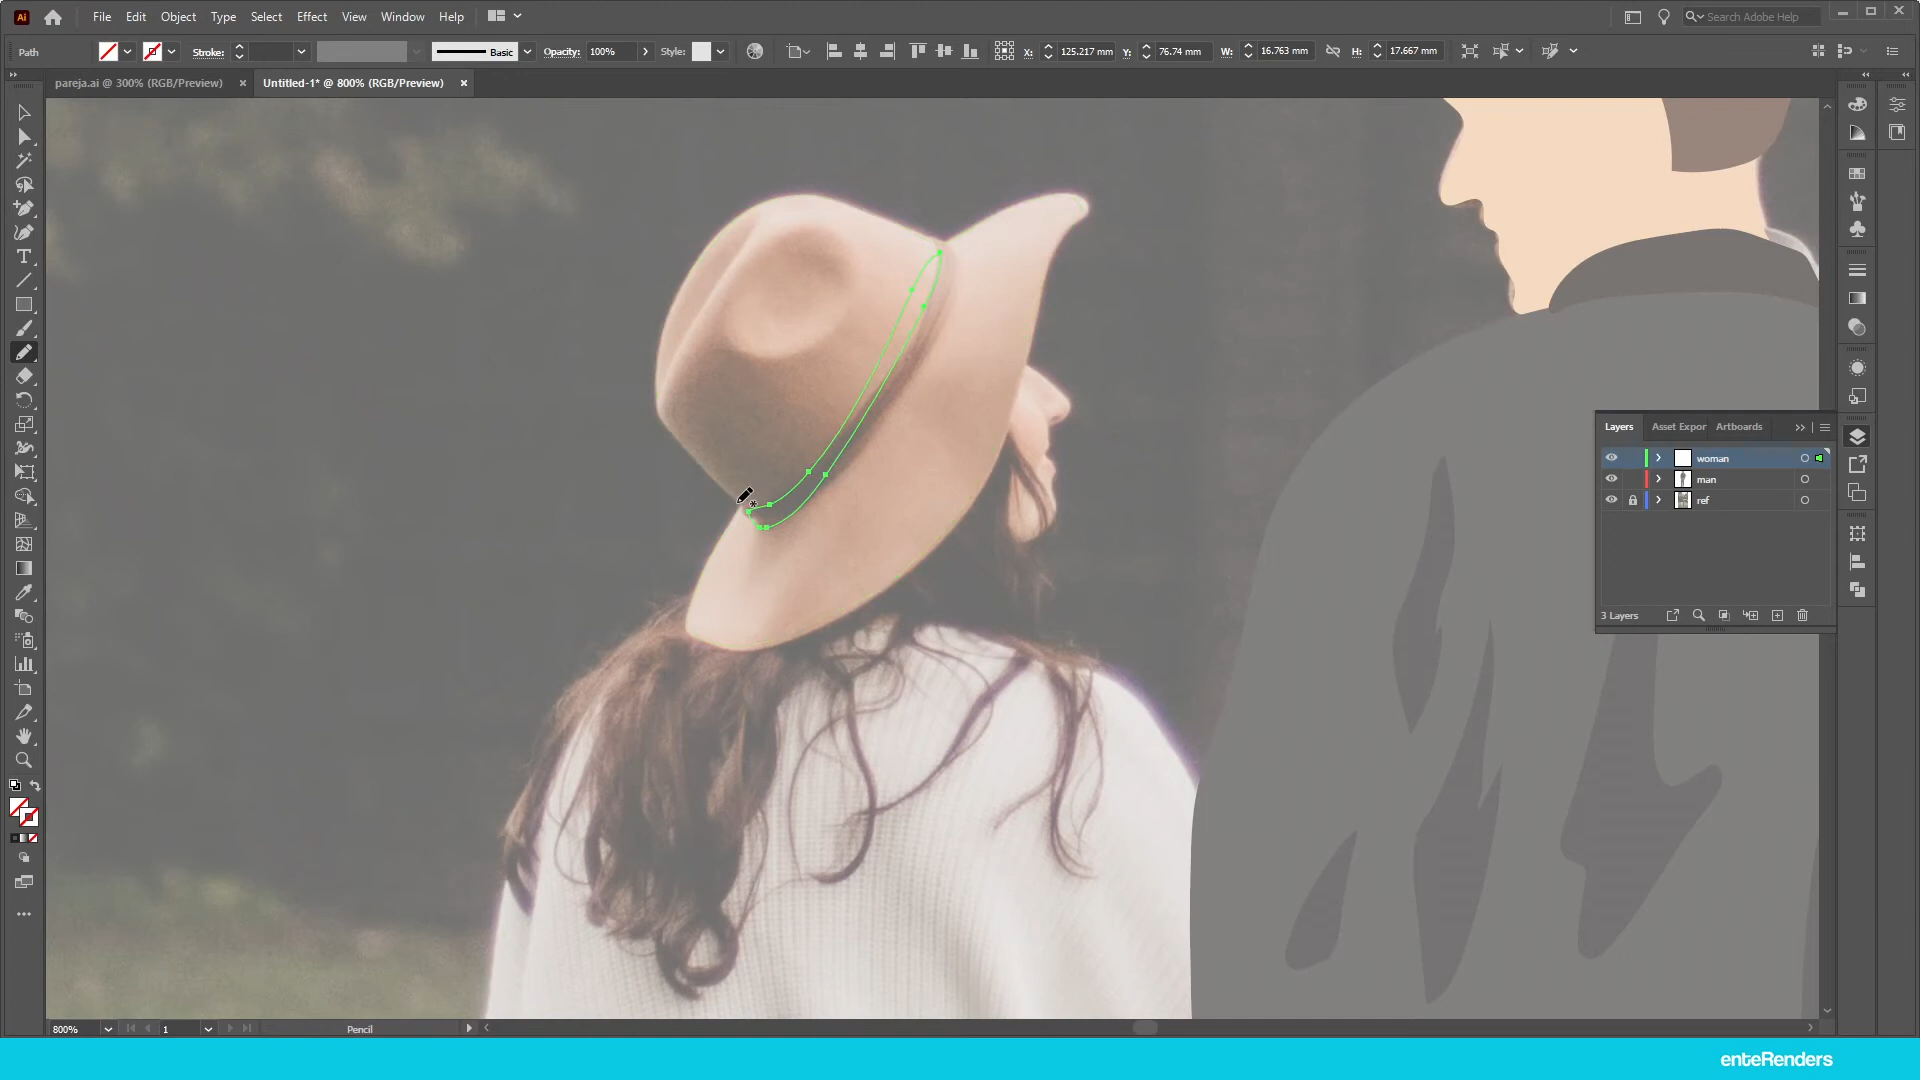 Ai File Edit Object Type Select Effect View Window Help Search Adobe Help
Path Stroke: Basic Opacity: 100% Style: X: 125.217 mm Y: 76.74 mm W: 16.763 mm H: 17.667 mm
pareja.ai @ 300% (RGB/Preview) × Untitled-1* @ 800% (RGB/Preview) ×
Layers Asset Expor Artboards
woman
man
ref
3 Layers
800% 1 Pencil
enteRenders